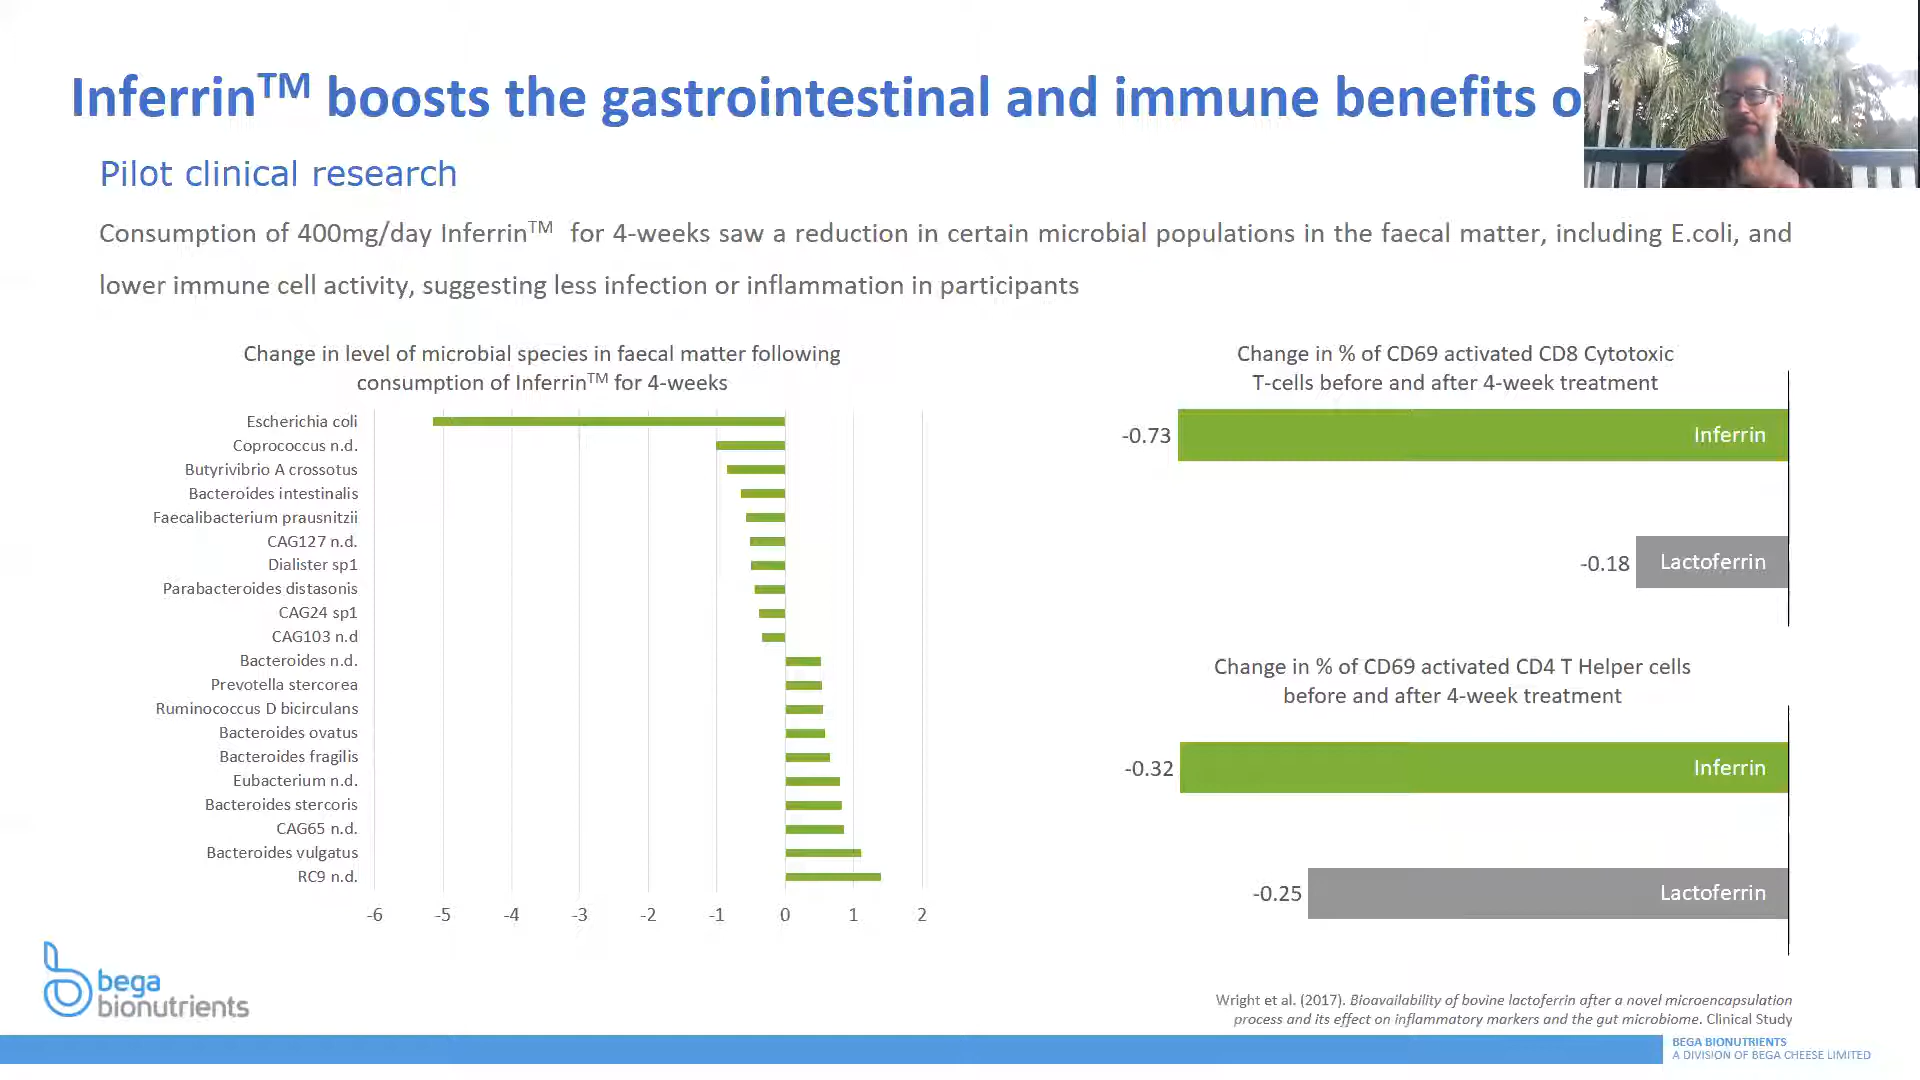 Inferrin™ boosts the gastrointestinal and immune benefits o
Pilot clinical research
Consumption of 400mg/day Inferrin™ for 4-weeks saw a reduction in certain microbial populations in the faecal matter, including E.coli, and
lower immune cell activity, suggesting less infection or inflammation in participants
Change in level of microbial species in faecal matter following
consumption of Inferrin™ for 4-weeks
Escherichia coli
Coprococcus n.d.
Butyrivibrio A crossotus
Bacteroides intestinalis
Faecalibacterium prausnitzii
CAG127 n.d.
Dialister sp1
Parabacteroides distasonis
CAG24 sp1
CAG103 n.d
Bacteroides n.d.
Prevotella stercorea
Ruminococcus D bicirculans
Bacteroides ovatus
Bacteroides fragilis
Eubacterium n.d.
Bacteroides stercoris
CAG65 n.d.
Bacteroides vulgatus
RC9 n.d.
-6 -5 -4 -3 -2 -1 0 1 2
Change in % of CD69 activated CD8 Cytotoxic
T-cells before and after 4-week treatment
-0.73 Inferrin
-0.18 Lactoferrin
Change in % of CD69 activated CD4 T Helper cells
before and after 4-week treatment
-0.32 Inferrin
-0.25 Lactoferrin
bega
bionutrients
Wright et al. (2017). Bioavailability of bovine lactoferrin after a novel microencapsulation
process and its effect on inflammatory markers and the gut microbiome. Clinical Study
BEGA BIONUTRIENTS
A DIVISION OF BEGA CHEESE LIMITED